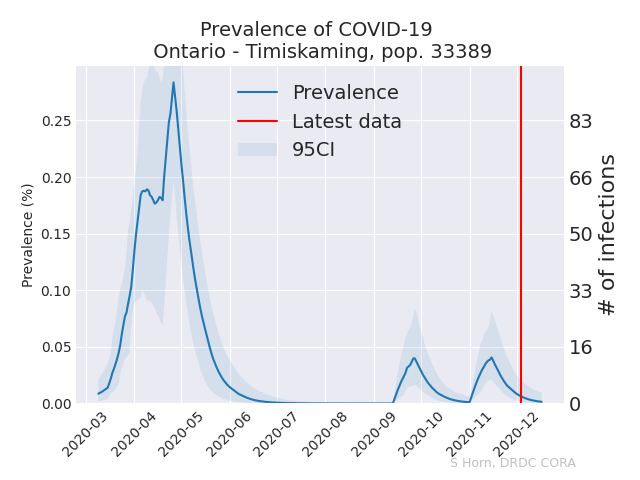 Prevalence of COVID-19
Ontario - Timiskaming, pop. 33389
Prevalence
Latest data
95CI
Prevalence (%)
0.25
0.20
0.15
0.10
0.05
0.00
83
66
50
33
16
0
# of infections
2020-03
2020-04
2020-05
2020-06
2020-07
2020-08
2020-09
2020-10
2020-11
2020-12
S Horn, DRDC CORA